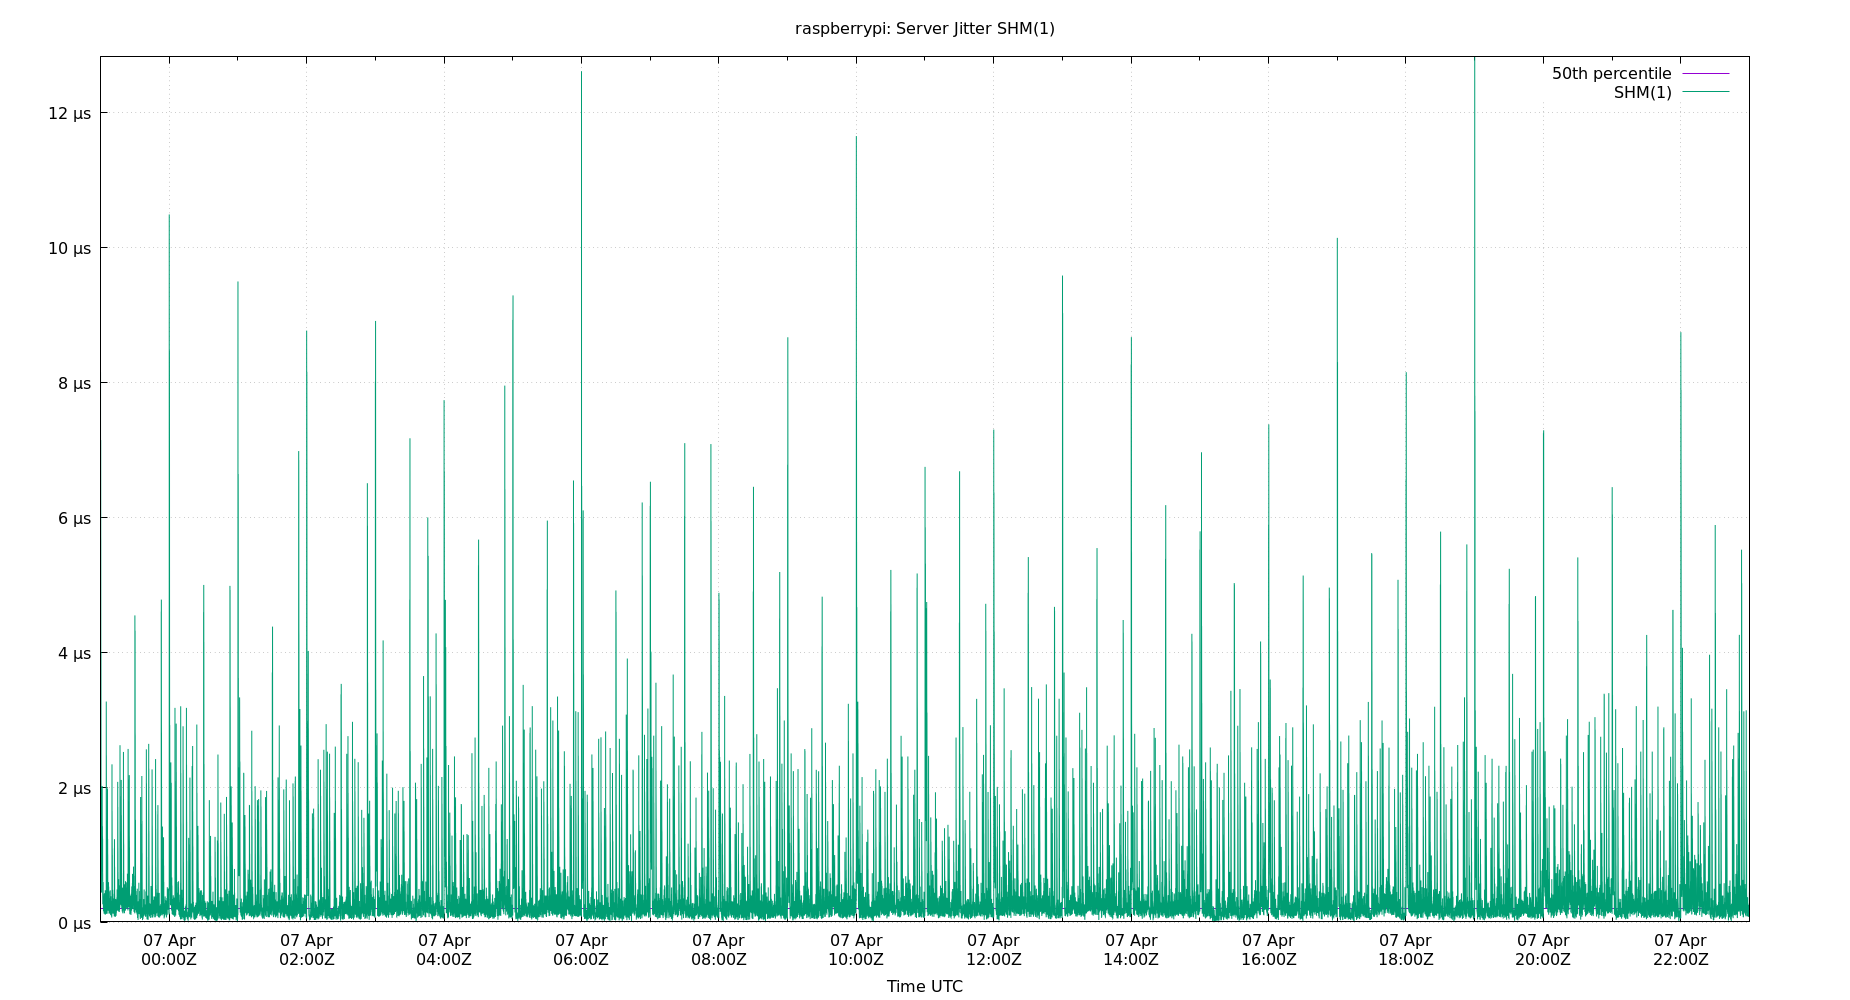 raspberrypi: Server Jitter SHM(1)
50th percentile
SHM(1)
12 µs
10 µs
8 µs
6 µs
4 µs
2 µs
0 µs
07 Apr 07 Apr 07 Apr 07 Apr 07 Apr 07 Apr 07 Apr 07 Apr 07 Apr 07 Apr 07 Apr 07 Apr
00:00Z 02:00Z 04:00Z 06:00Z 08:00Z 10:00Z 12:00Z 14:00Z 16:00Z 18:00Z 20:00Z 22:00Z
Time UTC